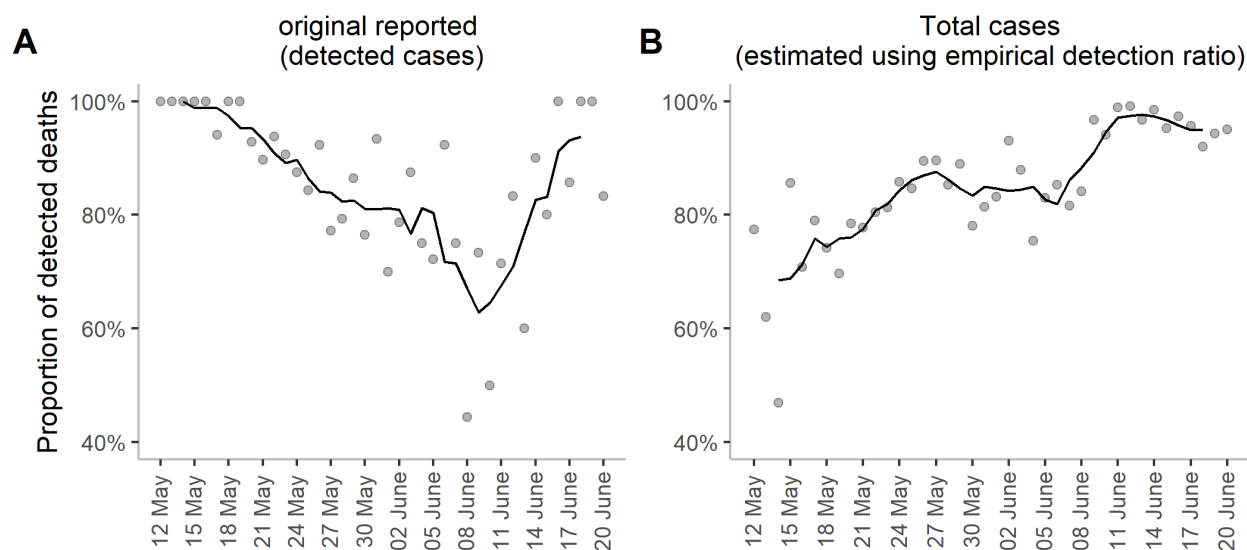 A
original reported
(detected cases)
Proportion of detected deaths
100%
80%
60%
40%
12 May
15 May
18 May
21 May
24 May
27 May
30 May
02 June
05 June
08 June
11 June
14 June
17 June
20 June
B
Total cases
(estimated using empirical detection ratio)
100%
80%
60%
40%
12 May
15 May
18 May
21 May
24 May
27 May
30 May
02 June
05 June
08 June
11 June
14 June
17 June
20 June